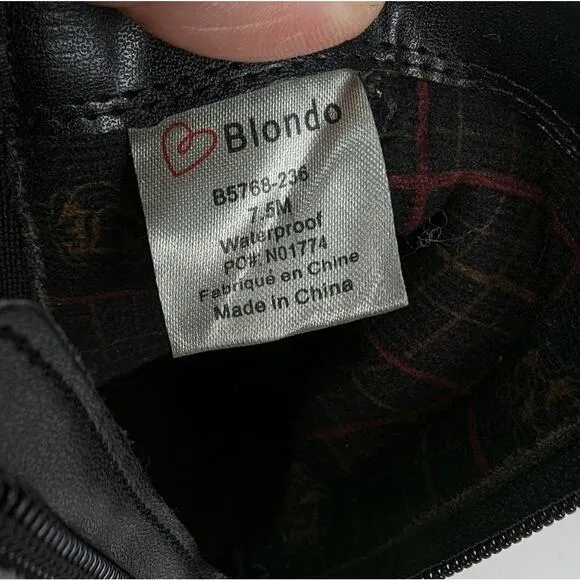 Blondo
B5768-236
7.5M
Waterproof
PO#: N01774
Fabriqué en Chine
Made in China